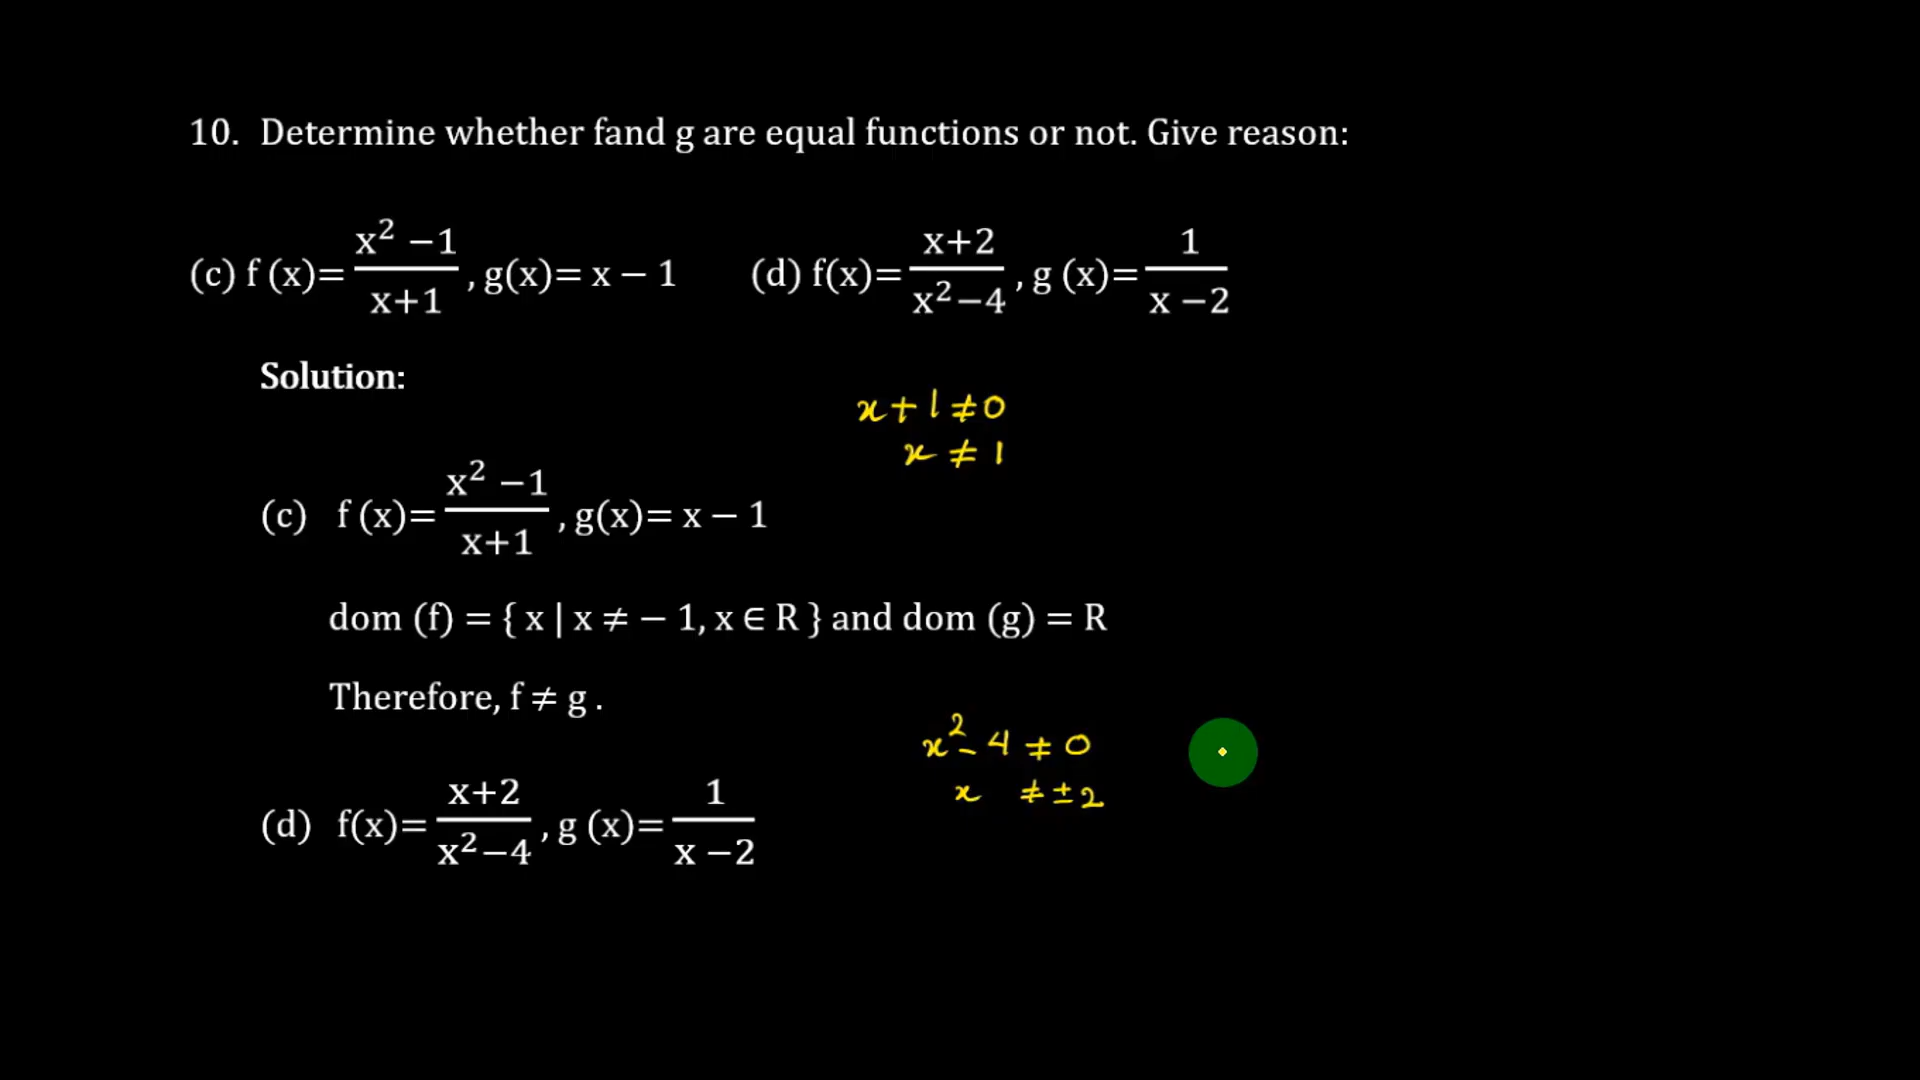 10. Determine whether fand g are equal functions or not. Give reason:
(c) f (x)= x² −1 / x+1 , g(x)= x − 1 (d) f(x)= x+2 / x²−4 , g (x)= 1 / x −2
Solution:
x + 1 ≠ 0
x ≠ 1
(c) f (x)= x² −1 / x+1 , g(x)= x − 1
dom (f) = { x | x ≠ − 1, x ∈ R } and dom (g) = R
Therefore, f ≠ g .
x² - 4 ≠ 0
x ≠ ± 2
(d) f(x)= x+2 / x²−4 , g (x)= 1 / x −2